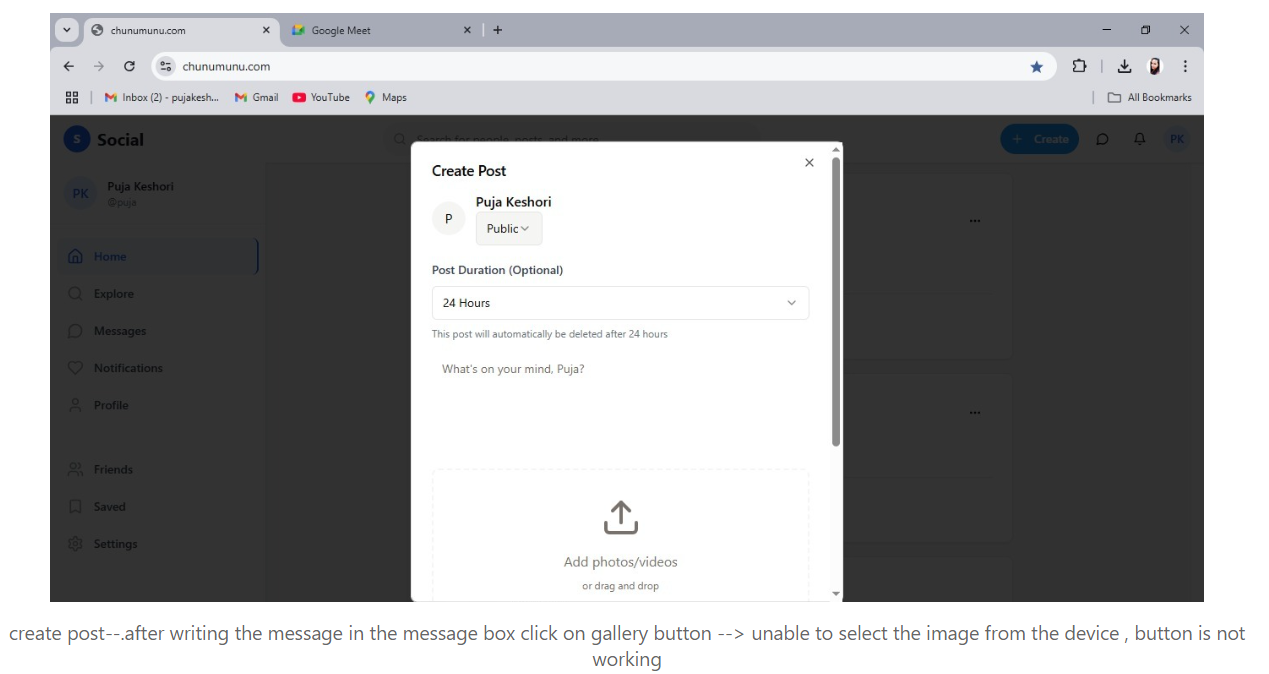 chunumunu.com
Google Meet
chunumunu.com
Inbox (2) - pujakesh...
Gmail
YouTube
Maps
All Bookmarks
S
Social
Search for people, posts, and more...
Create
PK
PK
Puja Keshori
@puja
Home
Explore
Messages
Notifications
Profile
Friends
Saved
Settings
Create Post
P
Puja Keshori
Public
Post Duration (Optional)
24 Hours
This post will automatically be deleted after 24 hours
What's on your mind, Puja?
Add photos/videos
or drag and drop
create post--.after writing the message in the message box click on gallery button --> unable to select the image from the device , button is not
working